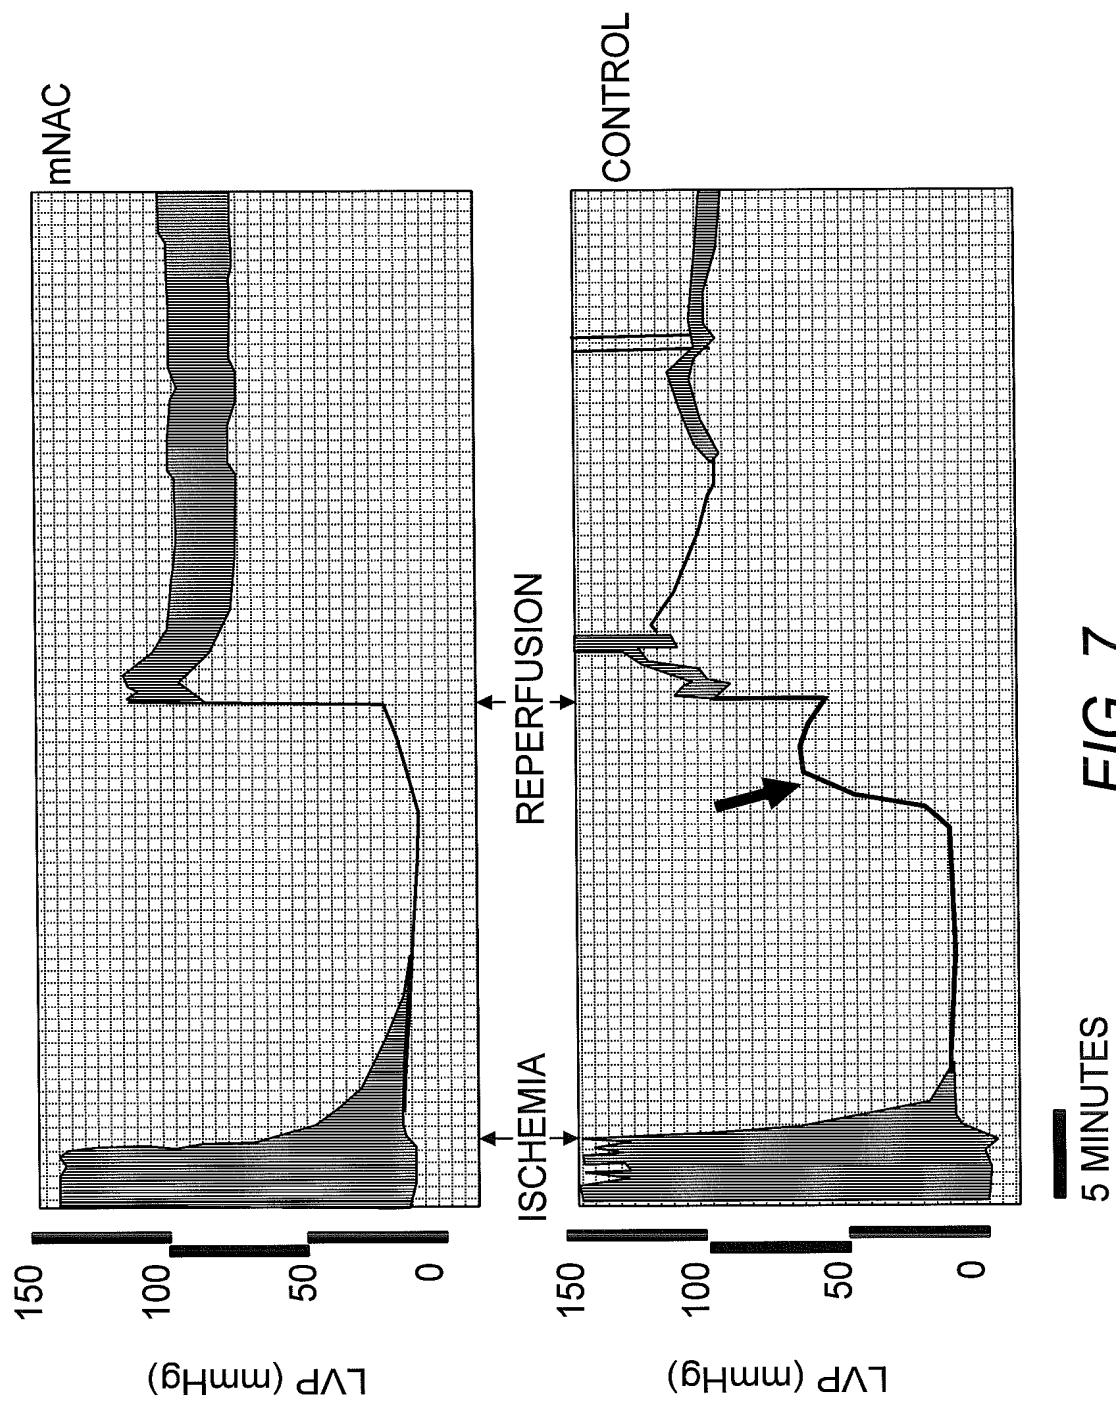 mNAC
LVP (mmHg)
150
100
50
0
ISCHEMIA
REPERFUSION
CONTROL
LVP (mmHg)
150
100
50
0
5 MINUTES
FIG. 7